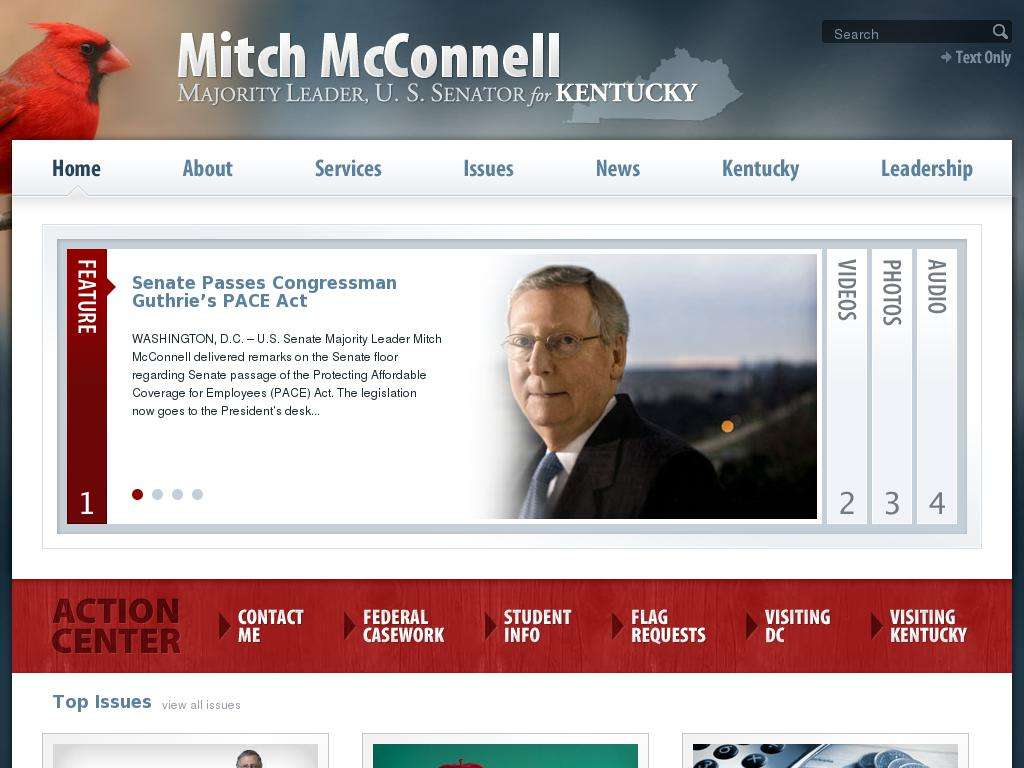 Mitch McConnell
MAJORITY LEADER, U. S. SENATOR for KENTUCKY
Search
Text Only
Home
About
Services
Issues
News
Kentucky
Leadership
FEATURE
1
Senate Passes Congressman
Guthrie’s PACE Act
WASHINGTON, D.C. – U.S. Senate Majority Leader Mitch
McConnell delivered remarks on the Senate floor
regarding Senate passage of the Protecting Affordable
Coverage for Employees (PACE) Act. The legislation
now goes to the President's desk...
VIDEOS
2
PHOTOS
3
AUDIO
4
ACTION
CENTER
CONTACT
ME
FEDERAL
CASEWORK
STUDENT
INFO
FLAG
REQUESTS
VISITING
DC
VISITING
KENTUCKY
Top Issues
view all issues